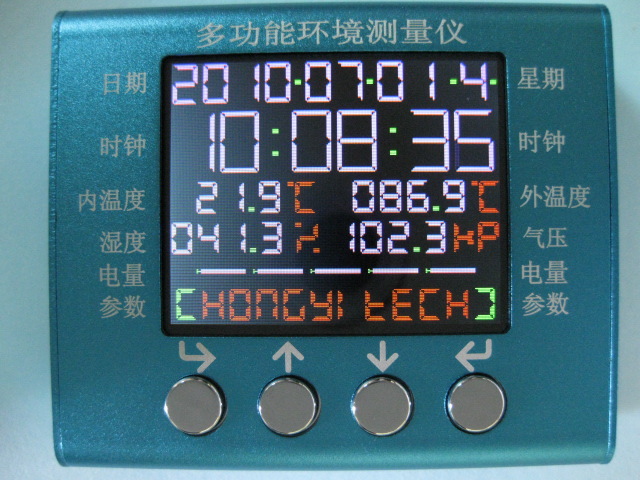 多功能环境测量仪
日期 2010-07-01-4- 星期
时钟 10:08:35 时钟
内温度 21.9℃ 086.9℃ 外温度
湿度 041.3% 102.3kP 气压
电量 电量
参数 [HONGYI tECH] 参数